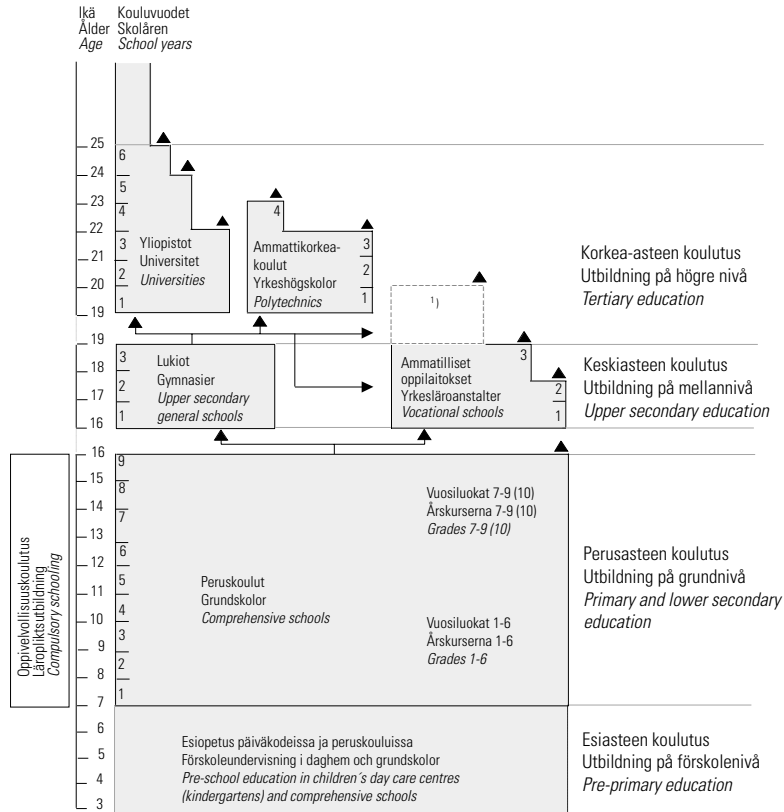 Ikä
Ålder
Age
Kouluvuodet
Skolåren
School years
25
24
23
22
21
20
19
6
5
4
3
2
1
Yliopistot
Universitet
Universities
4
Ammattikorkea-
koulut
Yrkeshögskolor
Polytechnics
3
2
1
1)
Korkea-asteen koulutus
Utbildning på högre nivå
Tertiary education
19
18
17
16
3
2
1
Lukiot
Gymnasier
Upper secondary
general schools
Ammatilliset
oppilaitokset
Yrkesläroanstalter
Vocational schools
3
2
1
Keskiasteen koulutus
Utbildning på mellannivå
Upper secondary education
Oppivelvollisuuskoulutus
Läropliktsutbildning
Compulsory schooling
16
15
14
13
12
11
10
9
8
7
9
8
7
6
5
4
3
2
1
Peruskoulut
Grundskolor
Comprehensive schools
Vuosiluokat 7-9 (10)
Årskurserna 7-9 (10)
Grades 7-9 (10)
Vuosiluokat 1-6
Årskurserna 1-6
Grades 1-6
Perusasteen koulutus
Utbildning på grundnivå
Primary and lower secondary
education
6
5
4
3
Esiopetus päiväkodeissa ja peruskouluissa
Förskoleundervisning i daghem och grundskolor
Pre-school education in children´s day care centres
(kindergartens) and comprehensive schools
Esiasteen koulutus
Utbildning på förskolenivå
Pre-primary education